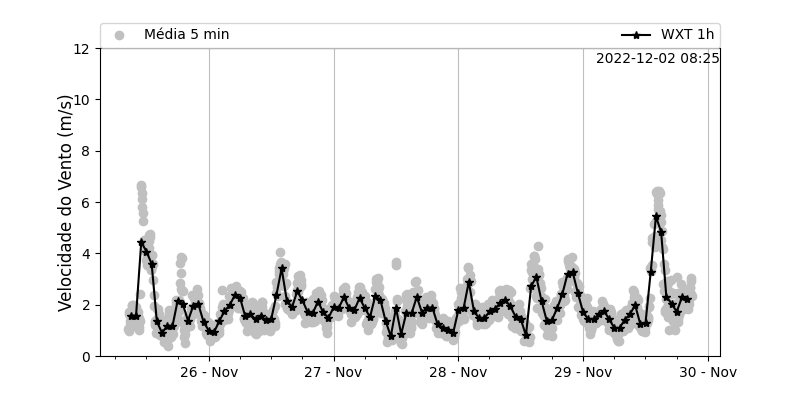 Média 5 min
WXT 1h
2022-12-02 08:25
Velocidade do Vento (m/s)
12
10
8
6
4
2
0
26 - Nov
27 - Nov
28 - Nov
29 - Nov
30 - Nov